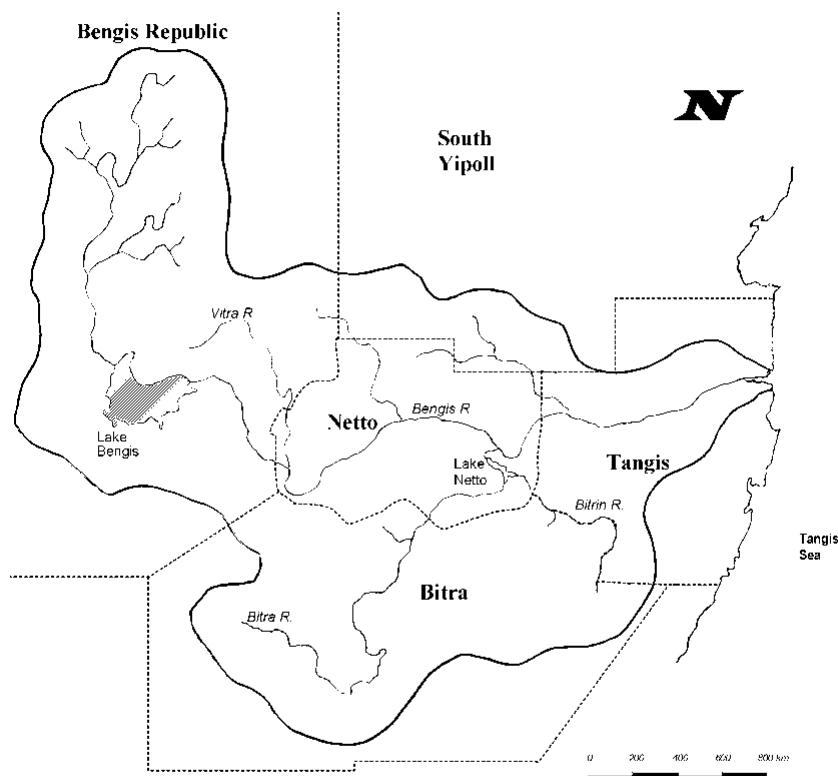 Bengis Republic
N
South
Yipoll
Vitra R
Bengis R
Netto
Lake
Bengis
Lake
Netto
Tangis
Bitrin R.
Tangis
Sea
Bitra
Bitra R.
0 200 400 600 800 km